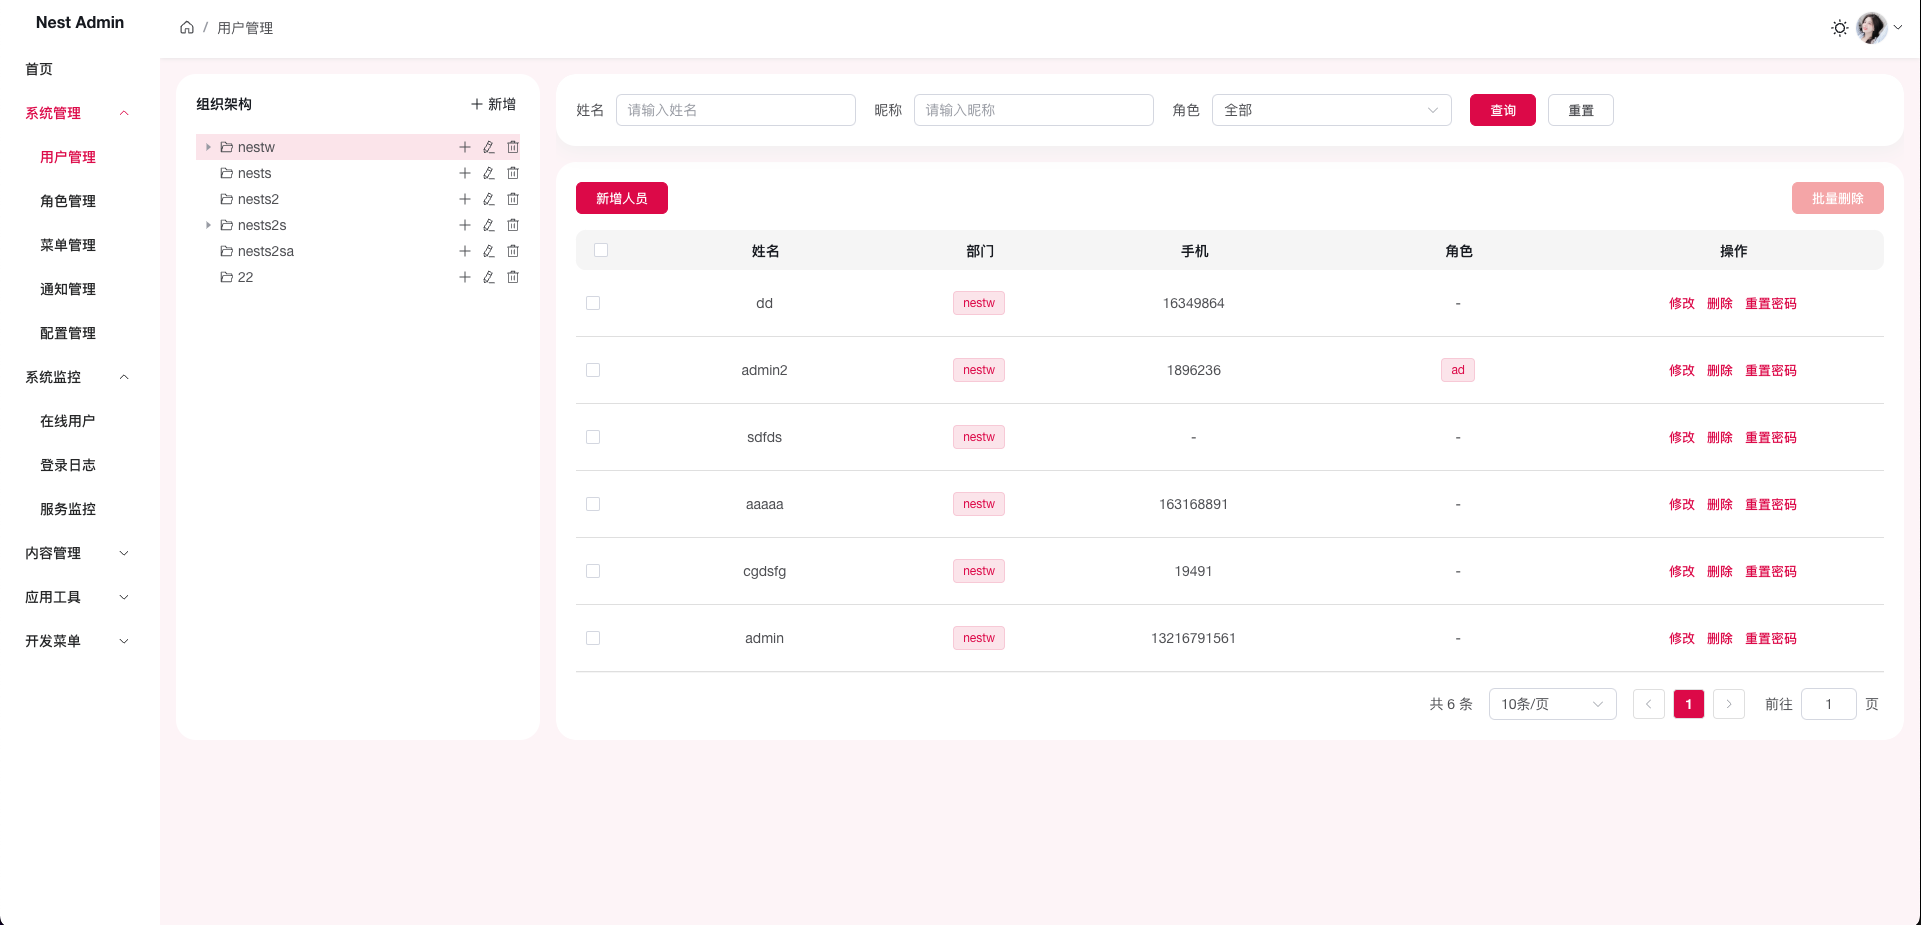 Nest Admin
首页
系统管理
用户管理
角色管理
菜单管理
通知管理
配置管理
系统监控
在线用户
登录日志
服务监控
内容管理
应用工具
开发菜单
/ 用户管理
组织架构 新增
nestw
nests
nests2
nests2s
nests2sa
22
姓名 请输入姓名 昵称 请输入昵称 角色 全部 查询 重置
新增人员 批量删除
姓名 部门 手机 角色 操作
dd nestw 16349864 - 修改 删除 重置密码
admin2 nestw 1896236 ad 修改 删除 重置密码
sdfds nestw - - 修改 删除 重置密码
aaaaa nestw 163168891 - 修改 删除 重置密码
cgdsfg nestw 19491 - 修改 删除 重置密码
admin nestw 13216791561 - 修改 删除 重置密码
共 6 条 10条/页 1 前往 1 页